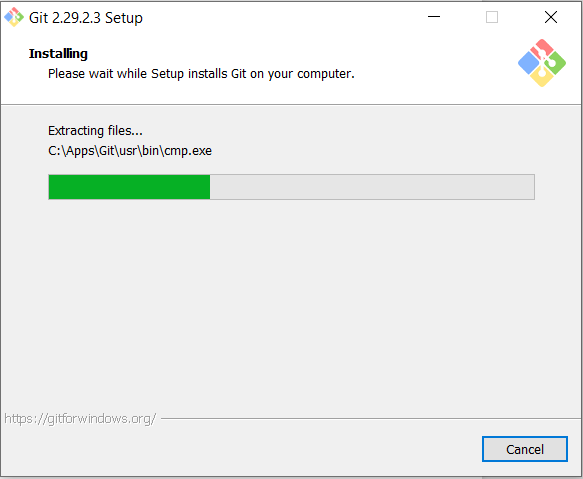 Git 2.29.2.3 Setup
Installing
Please wait while Setup installs Git on your computer.
Extracting files...
C:\Apps\Git\usr\bin\cmp.exe
https://gitforwindows.org/
Cancel